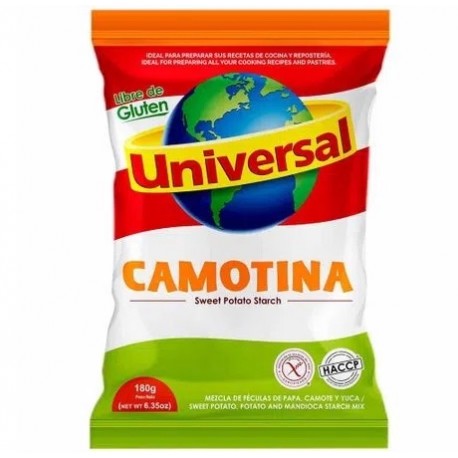 IDEAL PARA PREPARAR SUS RECETAS DE COCINA Y REPOSTERÍA.
IDEAL FOR PREPARING ALL YOUR COOKING RECIPES AND PASTRIES.
Libre de
Gluten
Universal
CAMOTINA
Sweet Potato Starch
180g
Peso Neto
(NET WT 6.35oz)
HACCP
MEZCLA DE FÉCULAS DE PAPA, CAMOTE Y YUCA /
SWEET POTATO, POTATO AND MANDIOCA STARCH MIX